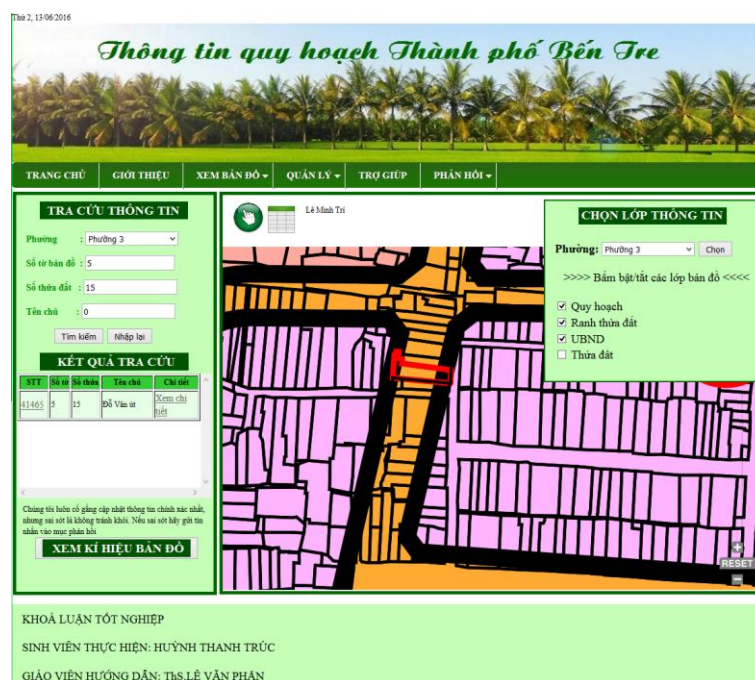 Thứ 2, 13/06/2016
Thông tin quy hoạch Thành phố Bến Tre
TRANG CHỦ GIỚI THIỆU XEM BẢN ĐỒ QUẢN LÝ TRỢ GIÚP PHẢN HỒI
TRA CỨU THÔNG TIN
Phường : Phường 3
Số tờ bản đồ : 5
Số thửa đất : 15
Tên chủ : 0
Tìm kiếm Nhập lại
KẾT QUẢ TRA CỨU
STT Số tờ Số thửa Tên chủ Chi tiết
41465 5 15 Đỗ Văn út Xem chi
tiết
Chúng tôi luôn cố gắng cập nhật thông tin chính xác nhất,
nhưng sai sót là không tránh khỏi. Nếu sai sót hãy gửi tin
nhắn vào mục phản hồi
XEM KÍ HIỆU BẢN ĐỒ
Lê Minh Trí
CHỌN LỚP THÔNG TIN
Phường: Phường 3 Chọn
>>>> Bấm bật/tắt các lớp bản đồ <<<<
Quy hoạch
Ranh thửa đất
UBND
Thửa đất
RESET
KHOÁ LUẬN TỐT NGHIỆP
SINH VIÊN THỰC HIỆN: HUỲNH THANH TRÚC
GIÁO VIÊN HƯỚNG DẪN: ThS.LÊ VĂN PHẬN